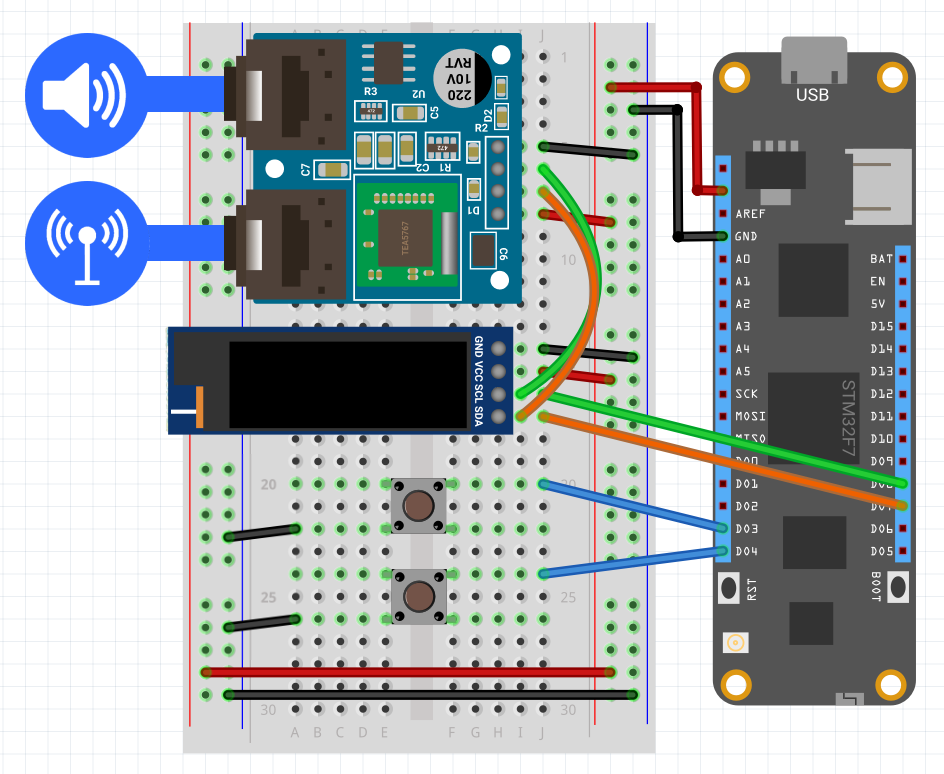 A B C D E F G H I J
1
RVT
10V
220
R3
U2
C5
D2
R2
472
472
C7
C3
R1
D1
TEA5767
C6
10
GND VCC SCL SDA
20
20
25
25
30
30
A B C D E F G H I J
USB
AREF
GND
A0
A1
A2
A3
A4
A5
SCK
MOSI
MISO
D00
D01
D02
D03
D04
BAT
EN
5V
D15
D14
D13
D12
D11
D10
D09
D08
D07
D06
D05
STM32F7
RST
BOOT